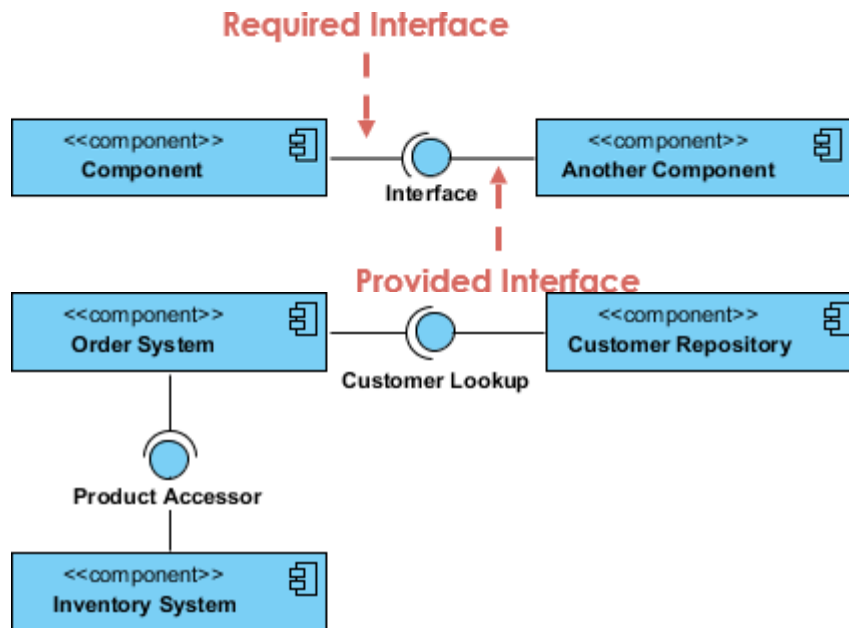 Required Interface
<<component>>
Component
<<component>>
Another Component
Interface
Provided Interface
<<component>>
Order System
<<component>>
Customer Repository
Customer Lookup
Product Accessor
<<component>>
Inventory System